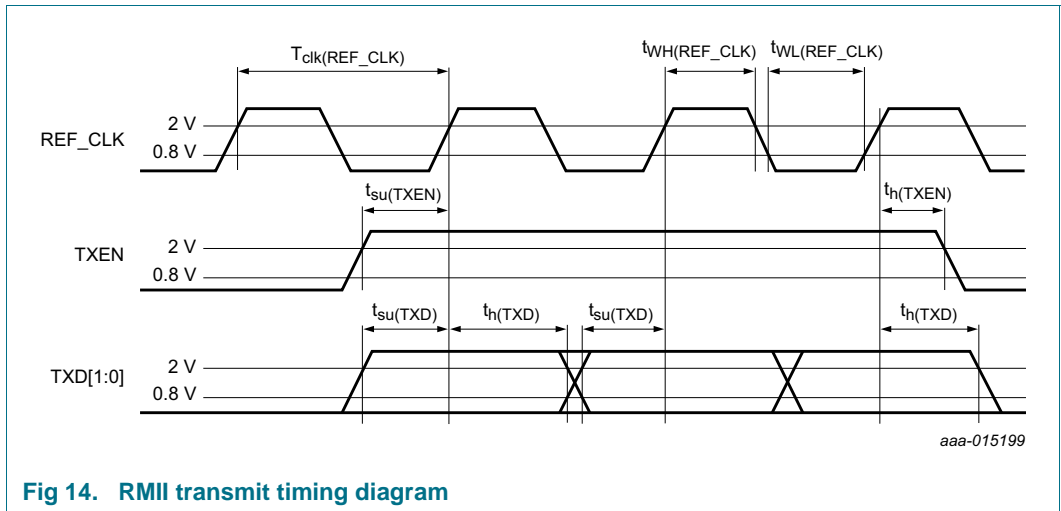 Tclk(REF_CLK)
tWH(REF_CLK)
tWL(REF_CLK)
REF_CLK
2 V
0.8 V
tsu(TXEN)
th(TXEN)
TXEN
2 V
0.8 V
tsu(TXD)
th(TXD)
tsu(TXD)
th(TXD)
TXD[1:0]
2 V
0.8 V
aaa-015199
Fig 14. RMII transmit timing diagram